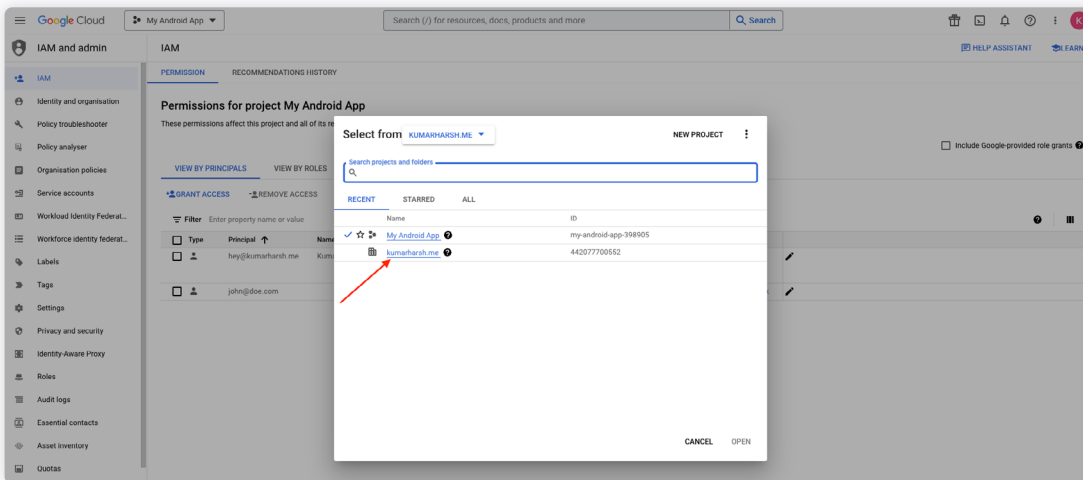 Google Cloud
My Android App
Search (/) for resources, docs, products and more
Search
K
IAM and admin
IAM
HELP ASSISTANT
LEARN
IAM
Identity and organisation
Policy troubleshooter
Policy analyser
Organisation policies
Service accounts
Workload Identity Federat...
Workforce identity federat...
Labels
Tags
Settings
Privacy and security
Identity-Aware Proxy
Roles
Audit logs
Essential contacts
Asset inventory
Quotas
PERMISSION
RECOMMENDATIONS HISTORY
Permissions for project My Android App
These permissions affect this project and all of its re
Include Google-provided role grants
VIEW BY PRINCIPALS
VIEW BY ROLES
GRANT ACCESS
REMOVE ACCESS
Filter Enter property name or value
Type Principal Name
hey@kumarharsh.me Kuma
john@doe.com
Select from KUMARHARSH.ME
NEW PROJECT
Search projects and folders
RECENT
STARRED
ALL
Name ID
My Android App my-android-app-398905
kumarharsh.me 442077700552
CANCEL
OPEN